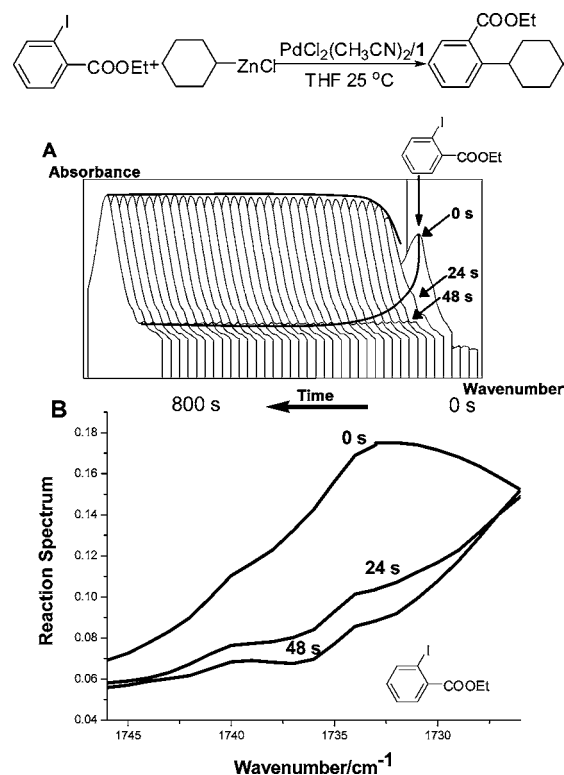 I
COOEt
+
ZnCl
PdCl2(CH3CN)2/1
THF 25 °C
OEt
O
A
Absorbance
I
COOEt
0 s
24 s
48 s
Wavenumber
800 s
Time
0 s
B
0 s
24 s
48 s
I
COOEt
0.18
0.16
0.14
0.12
0.10
0.08
0.06
0.04
Reaction Spectrum
1745
1740
1735
1730
Wavenumber/cm-1